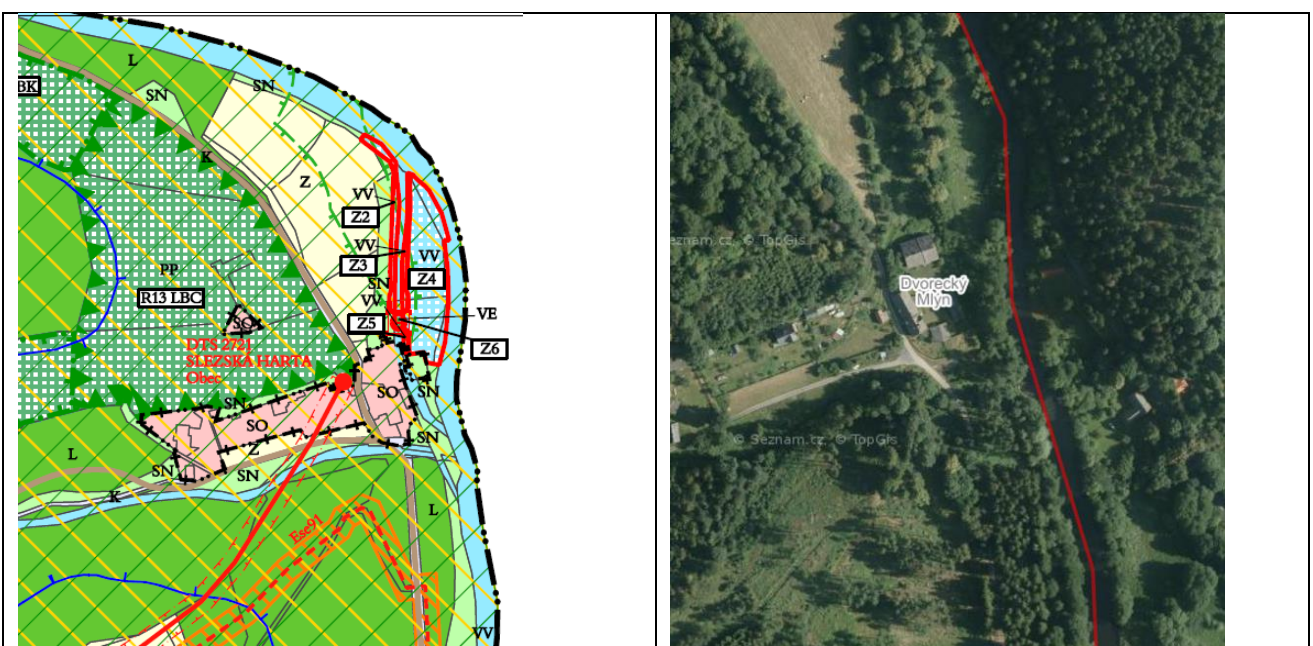 L
BK
SN
SN
K
Z
VV
Z2
VV
Z3
VV
Z4
SN
VV
PP
R13 LBC
SO
VE
Z5
Z6
DTS 2721
SLEZSKÁ HARTA
Obec
SN
SO
SN
SO
Z
SN
L
SN
SN
K
L
Ese91
VV
eznam.cz, © TopGis
Dvorecký
Mlýn
© Seznam.cz, © TopGis